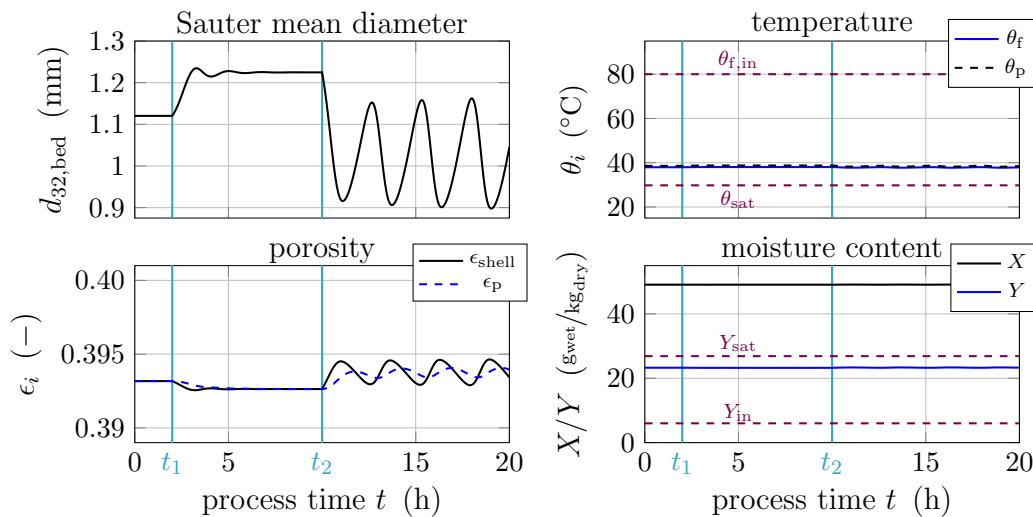 Sauter mean diameter
1.3
1.2
1.1
1
0.9
d32,bed (mm)
temperature
θf
θp
θf,in
θsat
80
60
40
20
θi (°C)
porosity
ϵshell
ϵp
0.40
0.395
0.39
ϵi (−)
0 t1 5 t2 15 20
process time t (h)
moisture content
X
Y
Ysat
Yin
40
20
0
X/Y (gwet/kgdry)
0 t1 5 t2 15 20
process time t (h)